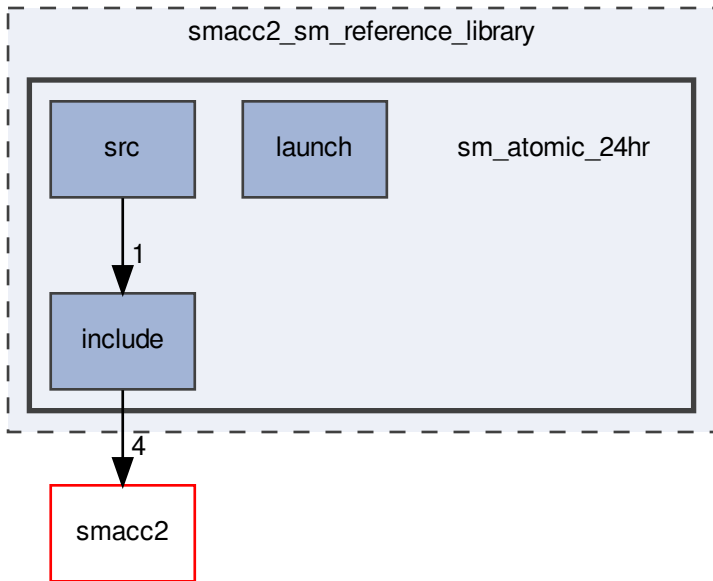 smacc2_sm_reference_library
src
launch
sm_atomic_24hr
1
include
4
smacc2